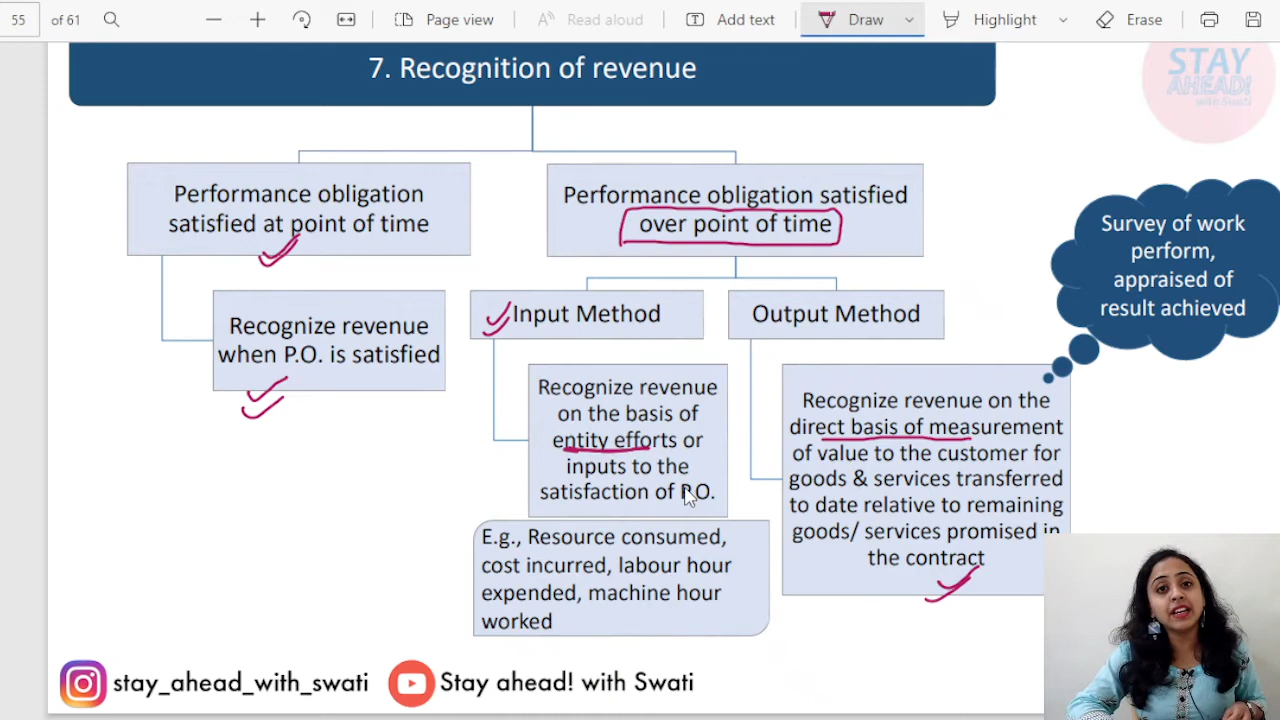 55 of 61
Page view
Read aloud
Add text
Draw
Highlight
Erase
7. Recognition of revenue
STAY
AHEAD!
with Swati
Performance obligation
satisfied at point of time
Recognize revenue
when P.O. is satisfied
Performance obligation satisfied
over point of time
Input Method
Recognize revenue
on the basis of
entity efforts or
inputs to the
satisfaction of P.O.
E.g., Resource consumed,
cost incurred, labour hour
expended, machine hour
worked
Output Method
Recognize revenue on the
direct basis of measurement
of value to the customer for
goods & services transferred
to date relative to remaining
goods/ services promised in
the contract
Survey of work
perform,
appraised of
result achieved
stay_ahead_with_swati
Stay ahead! with Swati